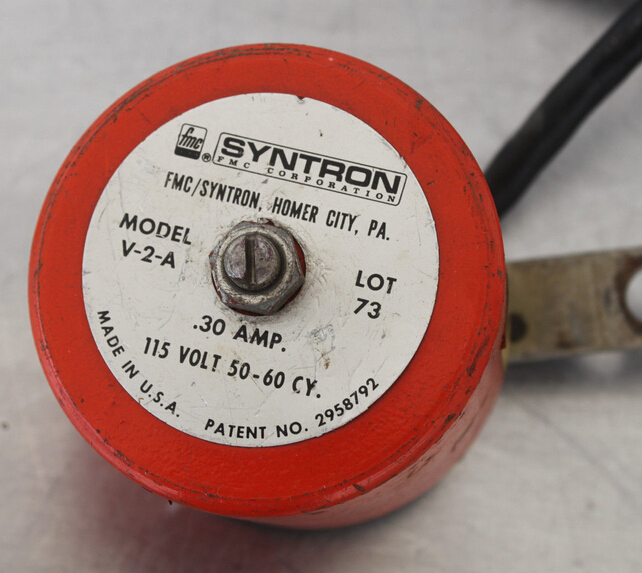 fmc ® SYNTRON
FMC CORPORATION
FMC/SYNTRON, HOMER CITY, PA.
MODEL
V-2-A
LOT
73
.30 AMP.
115 VOLT 50-60 CY.
MADE IN U.S.A.
PATENT NO. 2958792